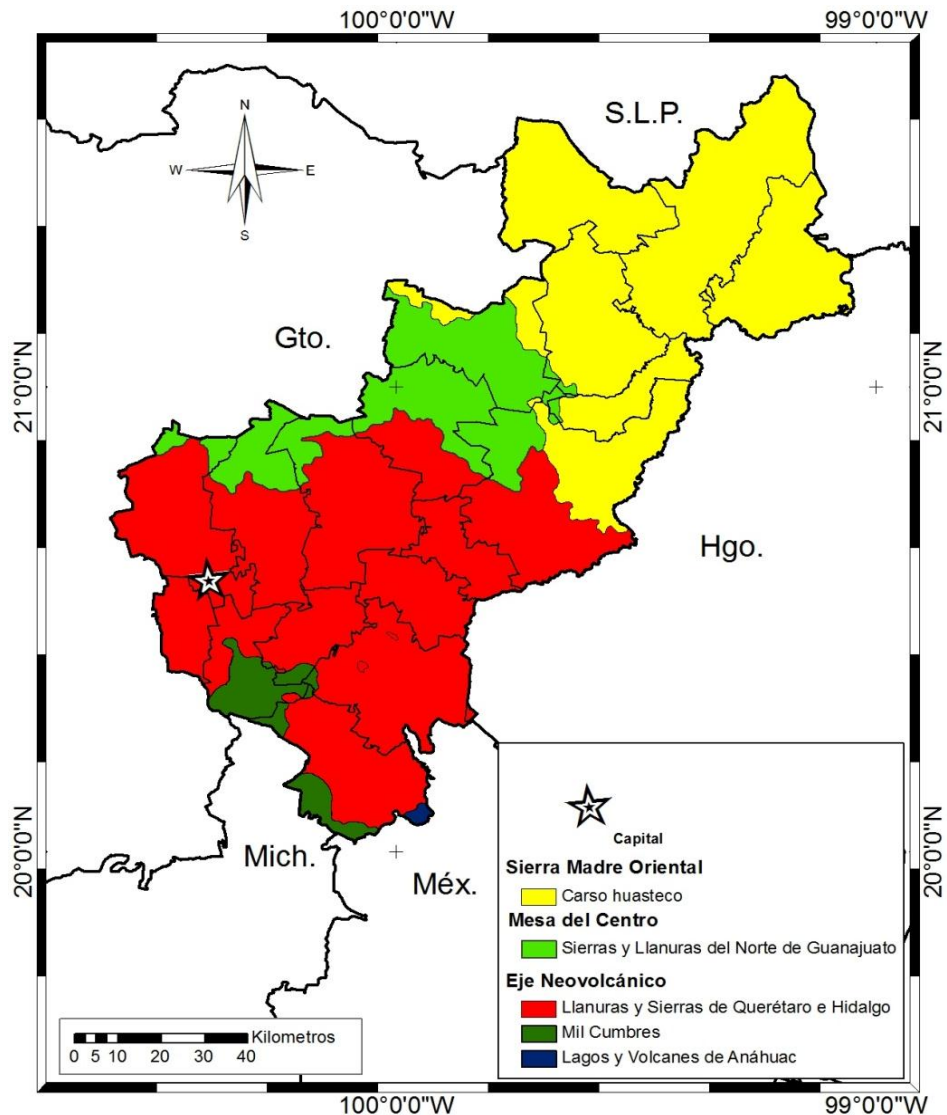 100°0'0"W
99°0'0"W
S.L.P.
N
W
E
S
Gto.
21°0'0"N
21°0'0"N
Hgo.
Mich.
Méx.
20°0'0"N
20°0'0"N
Capital
Sierra Madre Oriental
Carso huasteco
Mesa del Centro
Sierras y Llanuras del Norte de Guanajuato
Eje Neovolcánico
Llanuras y Sierras de Querétaro e Hidalgo
Mil Cumbres
Lagos y Volcanes de Anáhuac
Kilometros
0 5 10 20 30 40
100°0'0"W
99°0'0"W